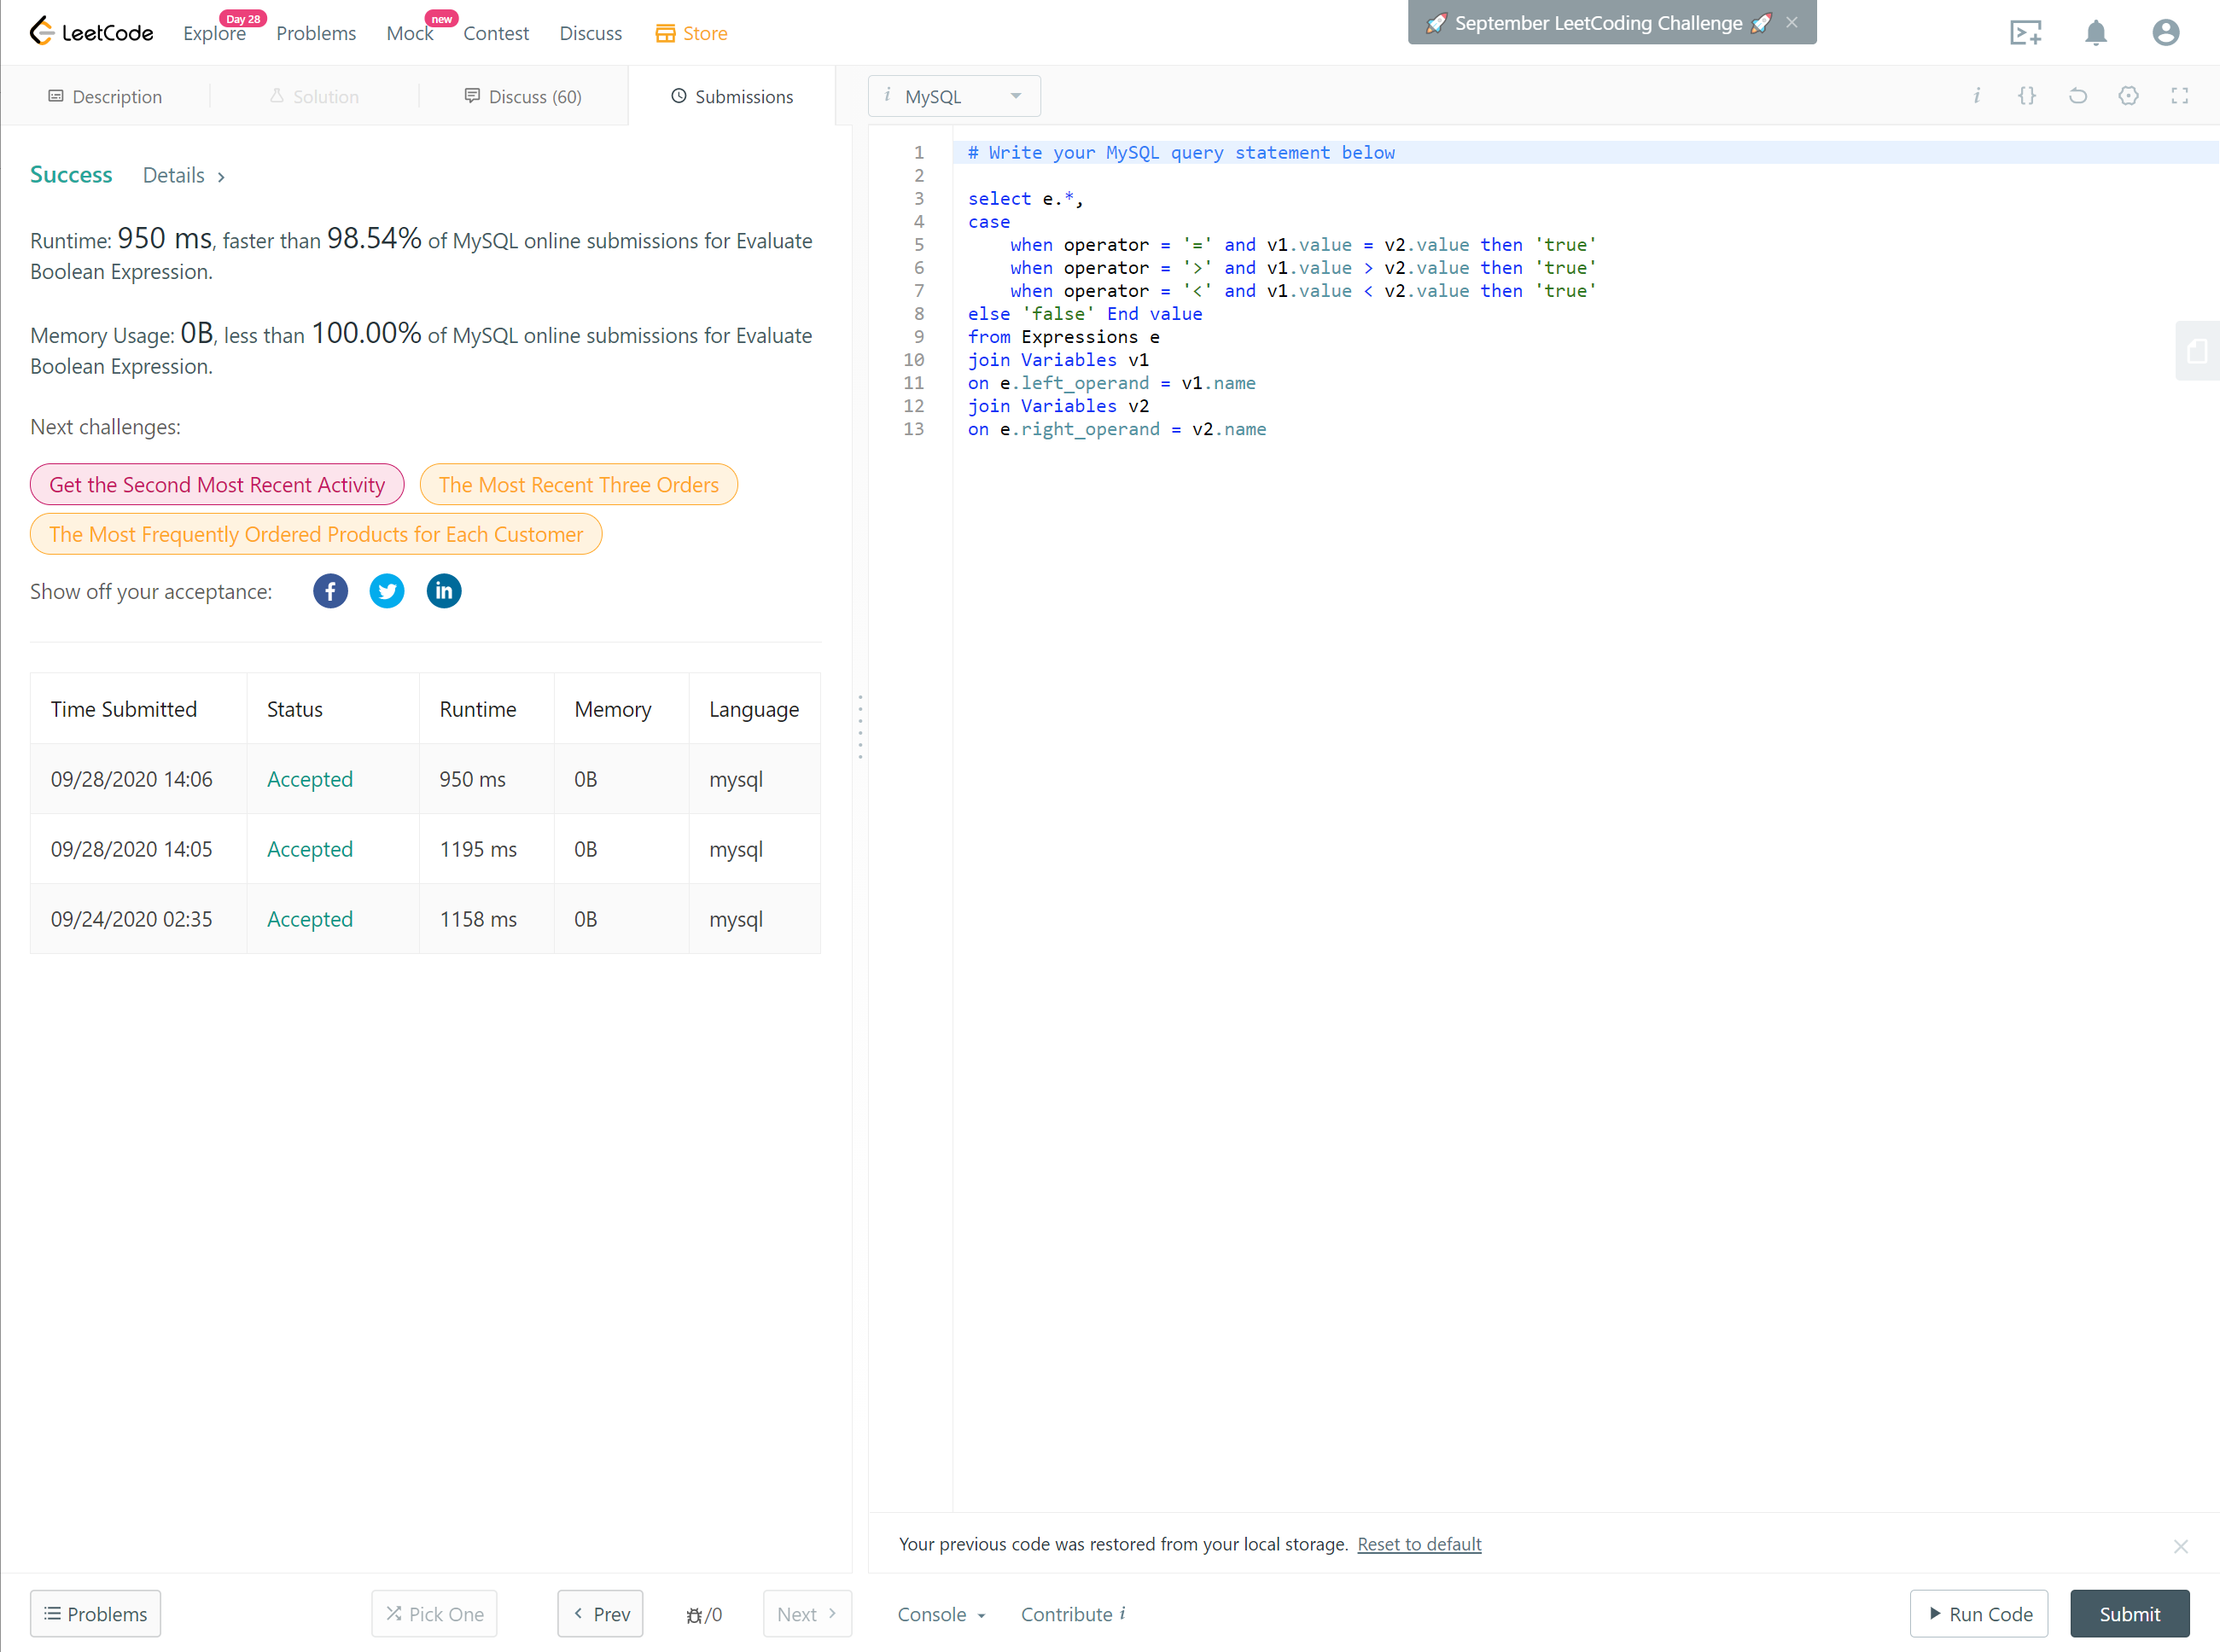 LeetCode
Explore
Day 28
Problems
Mock
new
Contest
Discuss
Store
🚀 September LeetCoding Challenge 🚀
Description
Solution
Discuss (60)
Submissions
i MySQL
i {}
Success Details
Runtime: 950 ms, faster than 98.54% of MySQL online submissions for Evaluate
Boolean Expression.
Memory Usage: 0B, less than 100.00% of MySQL online submissions for Evaluate
Boolean Expression.
Next challenges:
Get the Second Most Recent Activity
The Most Recent Three Orders
The Most Frequently Ordered Products for Each Customer
Show off your acceptance:
f in
Time Submitted Status Runtime Memory Language
09/28/2020 14:06 Accepted 950 ms 0B mysql
09/28/2020 14:05 Accepted 1195 ms 0B mysql
09/24/2020 02:35 Accepted 1158 ms 0B mysql
1 # Write your MySQL query statement below
2
3 select e.*,
4 case
5 when operator = '=' and v1.value = v2.value then 'true'
6 when operator = '>' and v1.value > v2.value then 'true'
7 when operator = '<' and v1.value < v2.value then 'true'
8 else 'false' End value
9 from Expressions e
10 join Variables v1
11 on e.left_operand = v1.name
12 join Variables v2
13 on e.right_operand = v2.name
Your previous code was restored from your local storage. Reset to default
Problems
Pick One
Prev
/0
Next
Console
Contribute i
Run Code
Submit